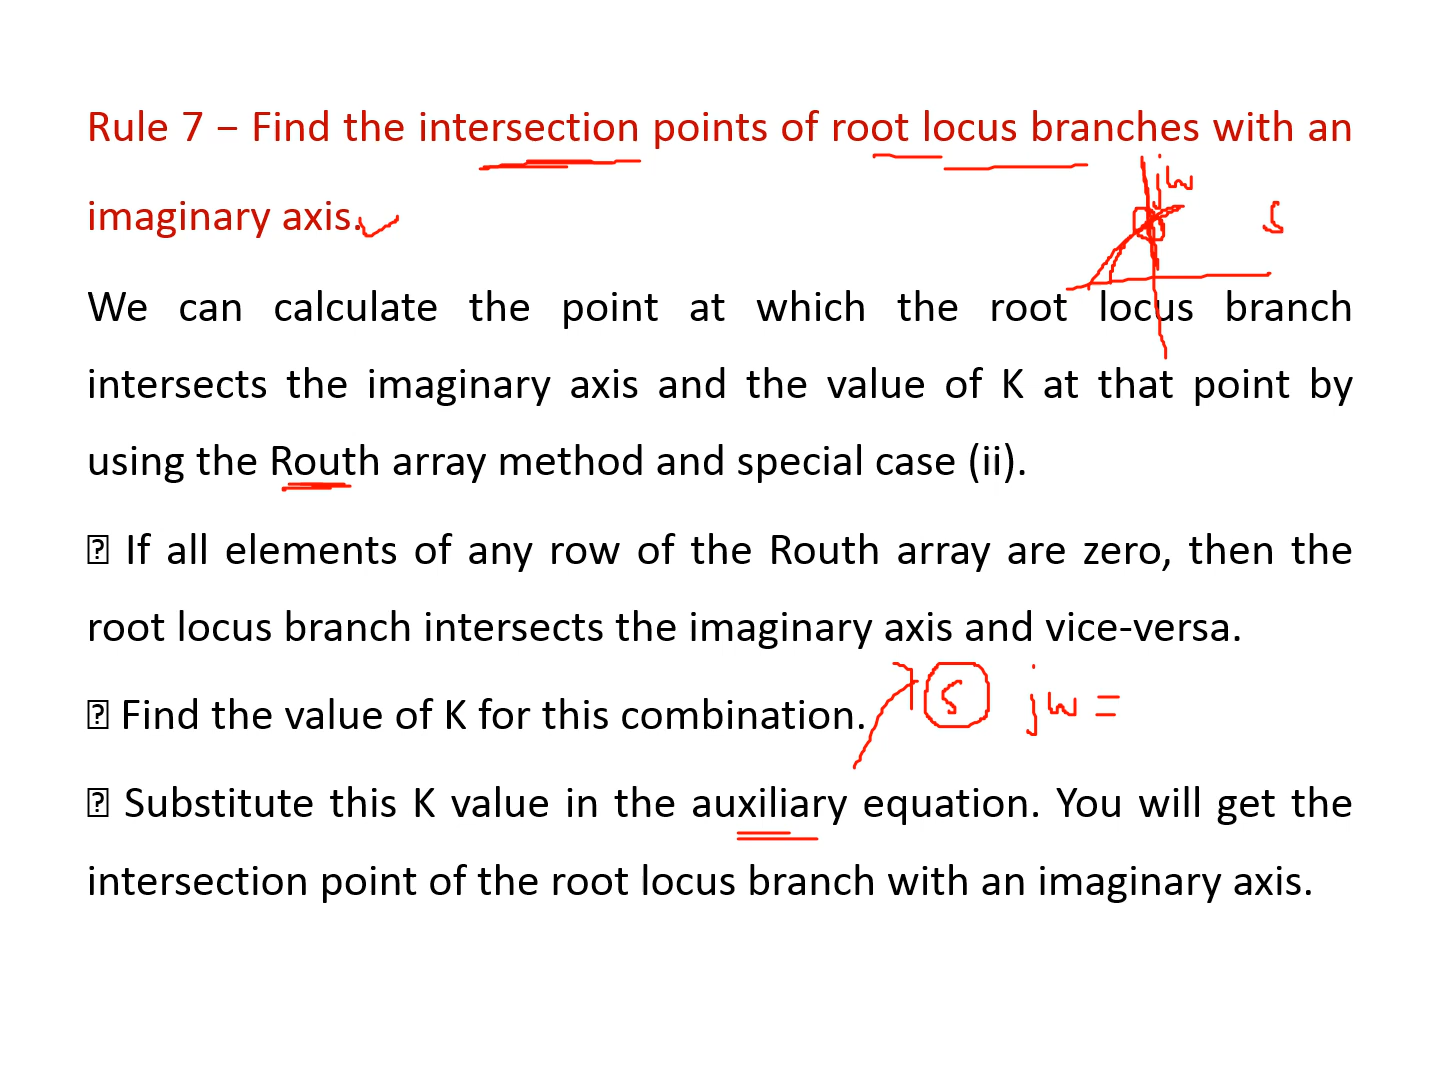 Rule 7 – Find the intersection points of root locus branches with an
jw
imaginary axis.
s
We can calculate the point at which the root locus branch
intersects the imaginary axis and the value of K at that point by
using the Routh array method and special case (ii).
⍰ If all elements of any row of the Routh array are zero, then the
root locus branch intersects the imaginary axis and vice-versa.
⍰ Find the value of K for this combination.
s jw =
⍰ Substitute this K value in the auxiliary equation. You will get the
intersection point of the root locus branch with an imaginary axis.